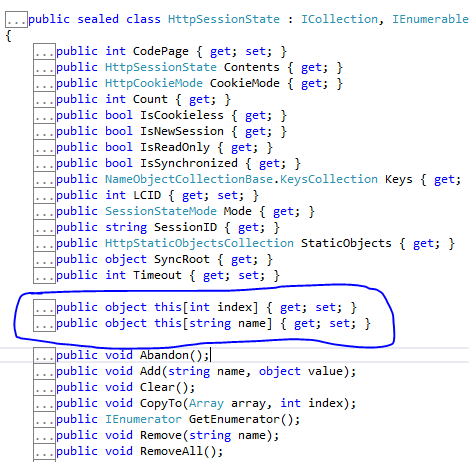 ...public sealed class HttpSessionState : ICollection, IEnumerable
{
...public int CodePage { get; set; }
...public HttpSessionState Contents { get; }
...public HttpCookieMode CookieMode { get; }
...public int Count { get; }
...public bool IsCookieless { get; }
...public bool IsNewSession { get; }
...public bool IsReadOnly { get; }
...public bool IsSynchronized { get; }
...public NameObjectCollectionBase.KeysCollection Keys { get;
...public int LCID { get; set; }
...public SessionStateMode Mode { get; }
...public string SessionID { get; }
...public HttpStaticObjectsCollection StaticObjects { get; }
...public object SyncRoot { get; }
...public int Timeout { get; set; }
...public object this[int index] { get; set; }
...public object this[string name] { get; set; }
...public void Abandon();
...public void Add(string name, object value);
...public void Clear();
...public void CopyTo(Array array, int index);
...public IEnumerator GetEnumerator();
...public void Remove(string name);
...public void RemoveAll();